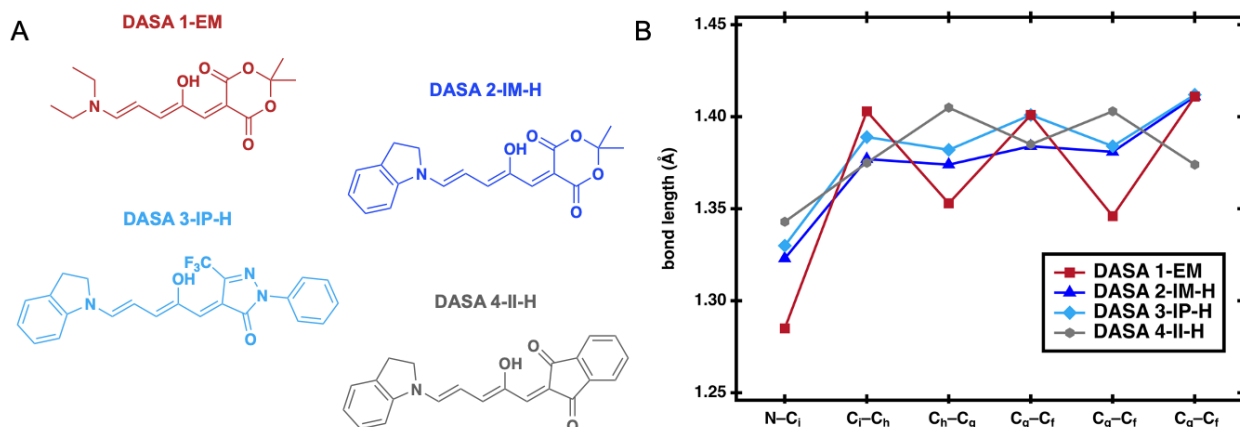 A
DASA 1-EM
N
OH
O
O
O
O
DASA 2-IM-H
N
OH
O
O
O
O
DASA 3-IP-H
N
OH
F₃C
N
N
O
DASA 4-II-H
N
OH
O
O
B
bond length (Å)
1.45
1.40
1.35
1.30
1.25
DASA 1-EM
DASA 2-IM-H
DASA 3-IP-H
DASA 4-II-H
N–Cᵢ
Cᵢ–Cₕ
Cₕ–C_g
C_g–C_f
C_g–C_f
C_g–C_f